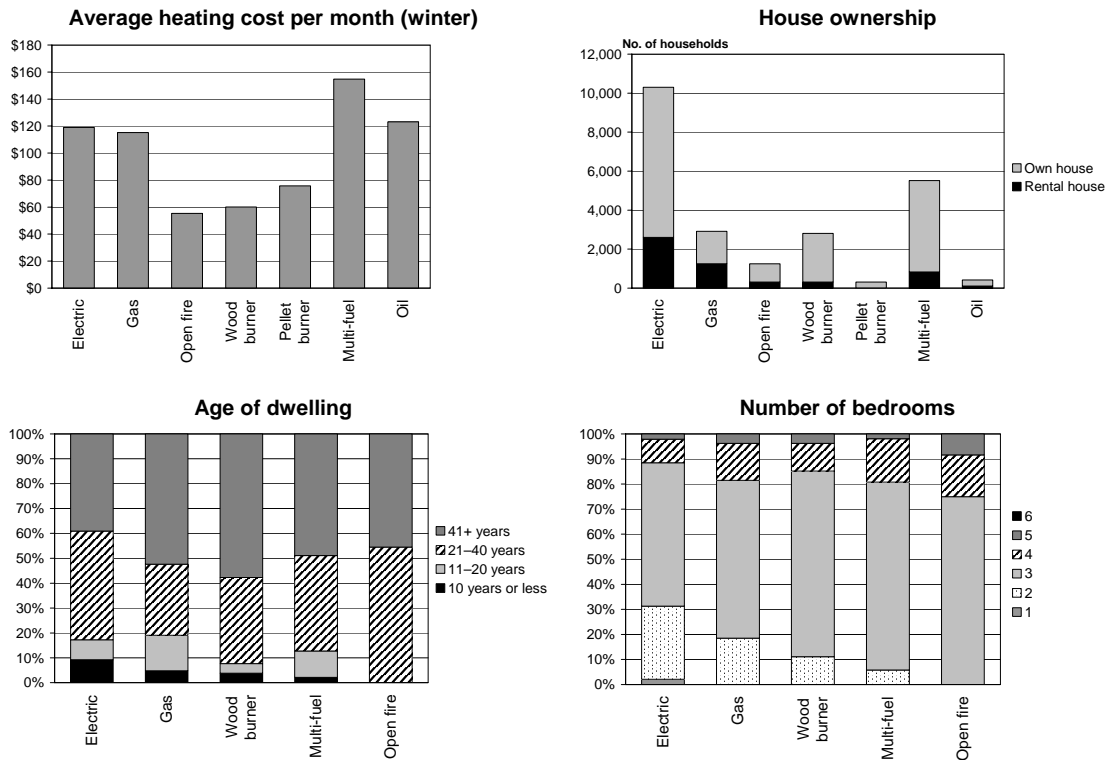 Average heating cost per month (winter)
$180
$160
$140
$120
$100
$80
$60
$40
$20
$0
Electric
Gas
Open fire
Wood
burner
Pellet
burner
Multi-fuel
Oil
House ownership
No. of households
12,000
10,000
8,000
6,000
4,000
2,000
0
Electric
Gas
Open fire
Wood
burner
Pellet
burner
Multi-fuel
Oil
Own house
Rental house
Age of dwelling
100%
90%
80%
70%
60%
50%
40%
30%
20%
10%
0%
Electric
Gas
Wood
burner
Multi-fuel
Open fire
41+ years
21–40 years
11–20 years
10 years or less
Number of bedrooms
100%
90%
80%
70%
60%
50%
40%
30%
20%
10%
0%
Electric
Gas
Wood
burner
Multi-fuel
Open fire
6
5
4
3
2
1